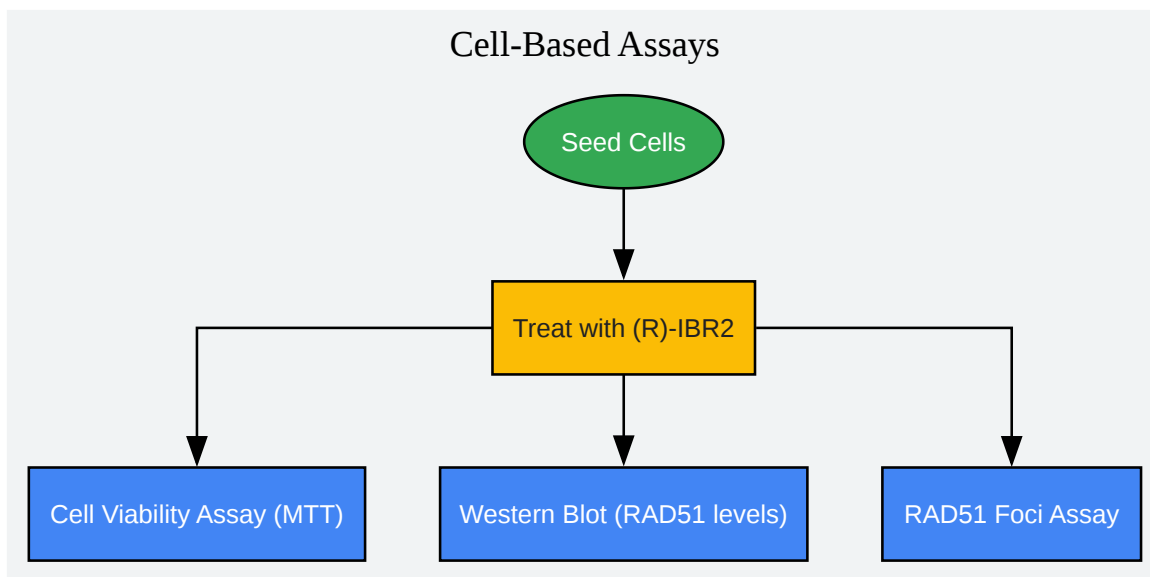 Cell-Based Assays
Seed Cells
Treat with (R)-IBR2
Cell Viability Assay (MTT)
Western Blot (RAD51 levels)
RAD51 Foci Assay